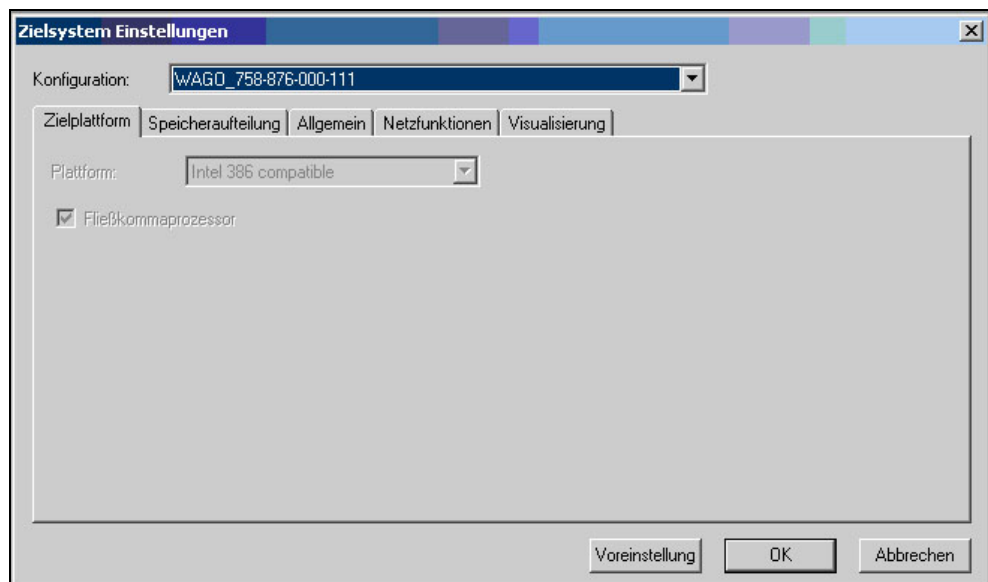 Zielsystem Einstellungen
Konfiguration: WAGO_758-876-000-111
Zielplattform Speicheraufteilung Allgemein Netzfunktionen Visualisierung
Plattform: Intel 386 compatible
Fließkommaprozessor
Voreinstellung OK Abbrechen